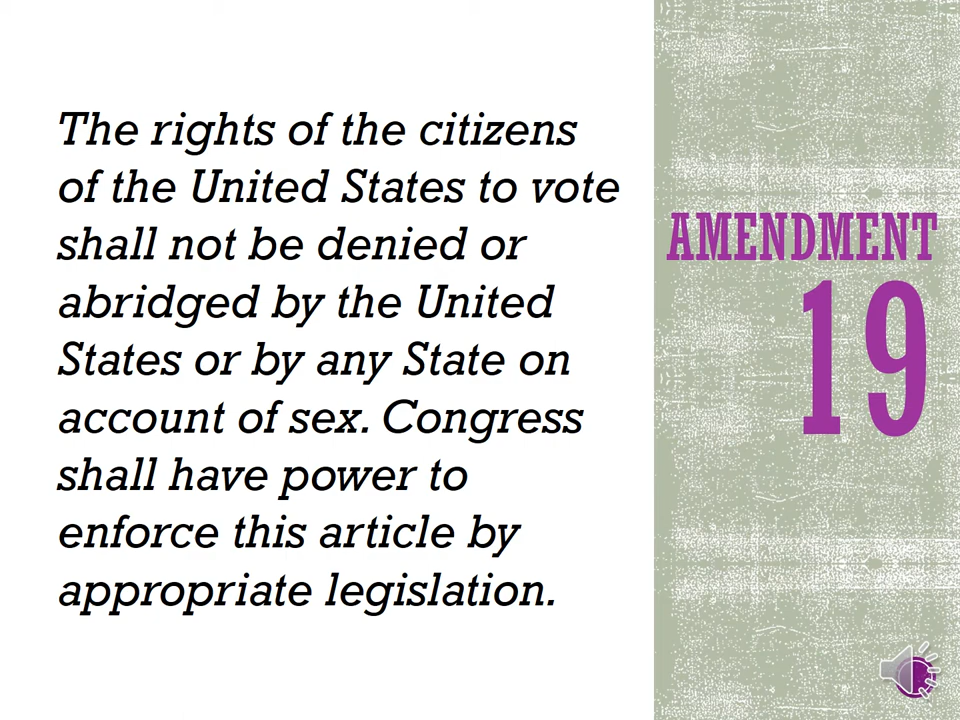 The rights of the citizens
of the United States to vote
shall not be denied or
abridged by the United
States or by any State on
account of sex. Congress
shall have power to
enforce this article by
appropriate legislation.
AMENDMENT
19